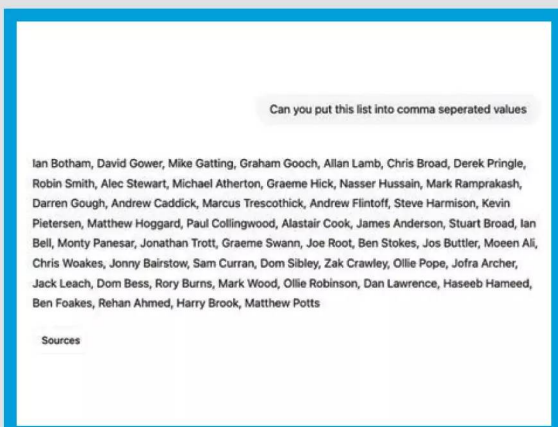 Can you put this list into comma seperated values
Ian Botham, David Gower, Mike Gatting, Graham Gooch, Allan Lamb, Chris Broad, Derek Pringle,
Robin Smith, Alec Stewart, Michael Atherton, Graeme Hick, Nasser Hussain, Mark Ramprakash,
Darren Gough, Andrew Caddick, Marcus Trescothick, Andrew Flintoff, Steve Harmison, Kevin
Pietersen, Matthew Hoggard, Paul Collingwood, Alastair Cook, James Anderson, Stuart Broad, Ian
Bell, Monty Panesar, Jonathan Trott, Graeme Swann, Joe Root, Ben Stokes, Jos Buttler, Moeen Ali,
Chris Woakes, Jonny Bairstow, Sam Curran, Dom Sibley, Zak Crawley, Ollie Pope, Jofra Archer,
Jack Leach, Dom Bess, Rory Burns, Mark Wood, Ollie Robinson, Dan Lawrence, Haseeb Hameed,
Ben Foakes, Rehan Ahmed, Harry Brook, Matthew Potts
Sources